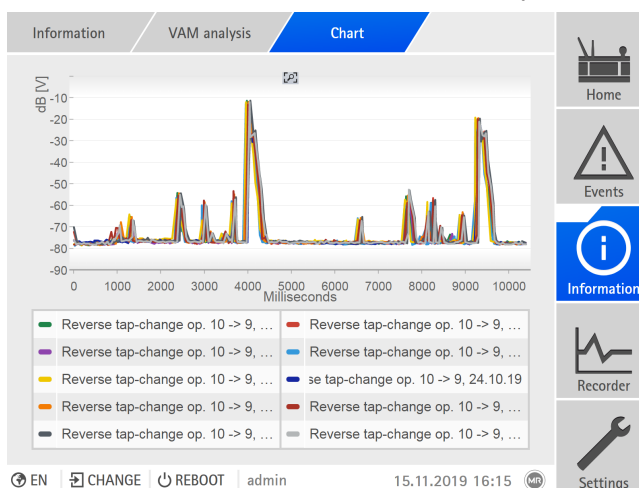 Information
VAM analysis
Chart
dB [V]
-10
-20
-30
-40
-50
-60
-70
-80
-90
0 1000 2000 3000 4000 5000 6000 7000 8000 9000 10000
Milliseconds
Reverse tap-change op. 10 -> 9, ...
Reverse tap-change op. 10 -> 9, ...
Reverse tap-change op. 10 -> 9, ...
Reverse tap-change op. 10 -> 9, ...
Reverse tap-change op. 10 -> 9, ...
se tap-change op. 10 -> 9, 24.10.19
Reverse tap-change op. 10 -> 9, ...
Reverse tap-change op. 10 -> 9, ...
Reverse tap-change op. 10 -> 9, ...
Reverse tap-change op. 10 -> 9, ...
Home
Events
Information
Recorder
Settings
EN
CHANGE
REBOOT
admin
15.11.2019 16:15
MR